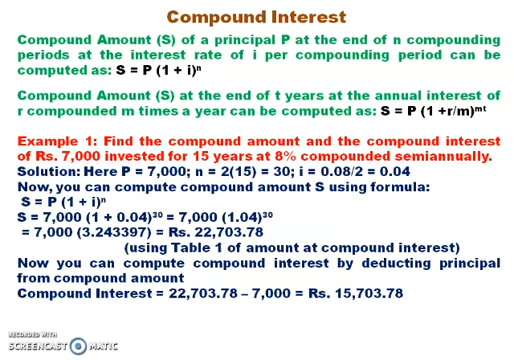 Compound Interest
Compound Amount (S) of a principal P at the end of n compounding
periods at the interest rate of i per compounding period can be
computed as: S = P (1 + i)ⁿ
Compound Amount (S) at the end of t years at the annual interest of
r compounded m times a year can be computed as: S = P (1 +r/m)ᵐᵗ
Example 1: Find the compound amount and the compound interest
of Rs. 7,000 invested for 15 years at 8% compounded semiannually.
Solution: Here P = 7,000; n = 2(15) = 30; i = 0.08/2 = 0.04
Now, you can compute compound amount S using formula:
S = P (1 + i)ⁿ
S = 7,000 (1 + 0.04)³⁰ = 7,000 (1.04)³⁰
= 7,000 (3.243397) = Rs. 22,703.78
(using Table 1 of amount at compound interest)
Now you can compute compound interest by deducting principal
from compound amount
Compound Interest = 22,703.78 – 7,000 = Rs. 15,703.78
RECORDED WITH
SCREENCAST MATIC